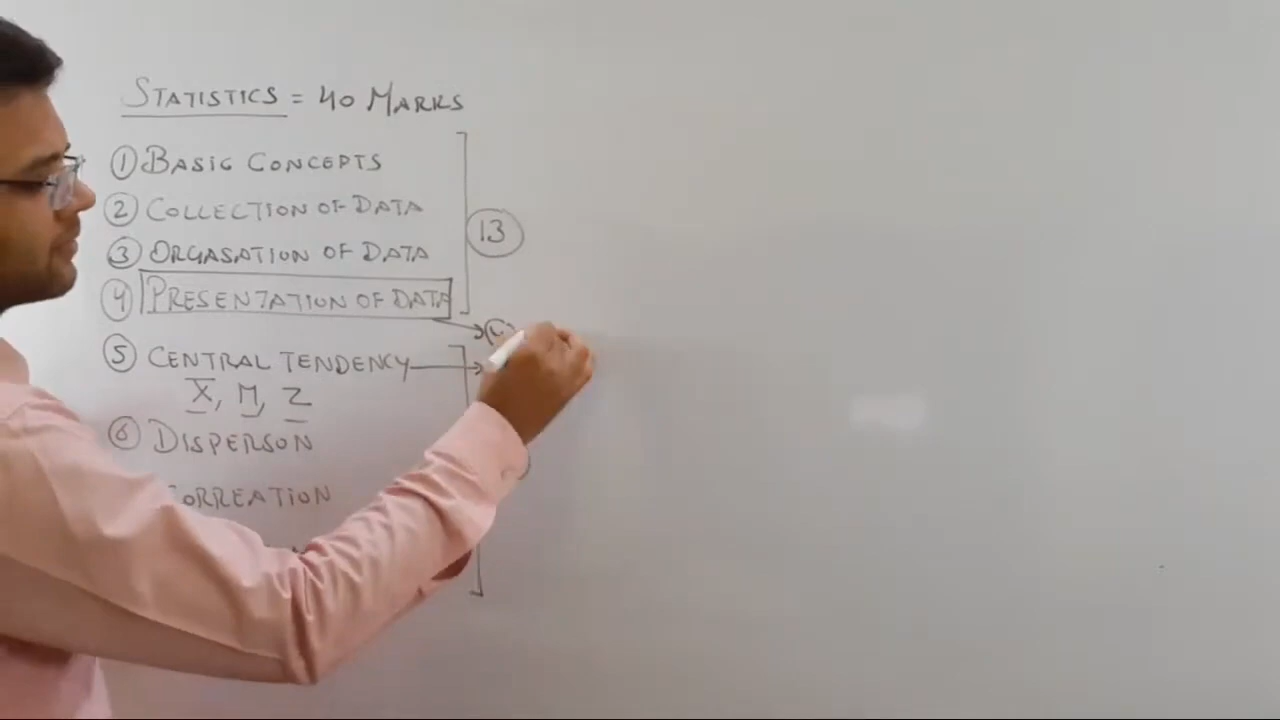 STATISTICS = 40 MARKS
① BASIC CONCEPTS
② COLLECTION OF DATA
③ ORGASATION OF DATA
13
④ PRESENTATION OF DATA
⑤ CENTRAL TENDENCY
X̅, M, Z
⑥ DISPERSON
CORREATION